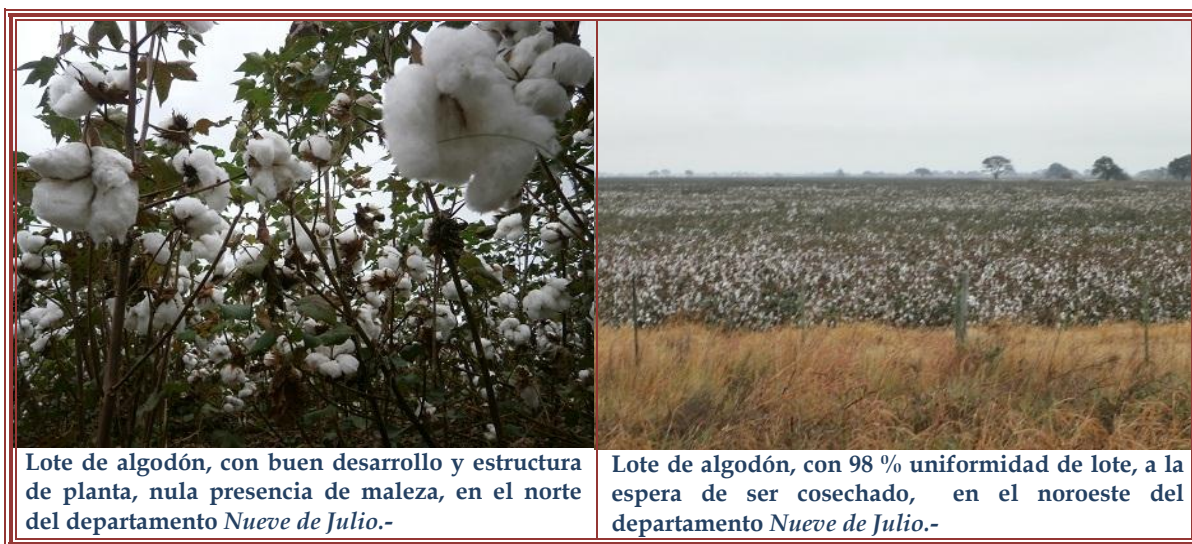 Lote de algodón, con buen desarrollo y estructura
de planta, nula presencia de maleza, en el norte
del departamento Nueve de Julio.-
Lote de algodón, con 98 % uniformidad de lote, a la
espera de ser cosechado, en el noroeste del
departamento Nueve de Julio.-